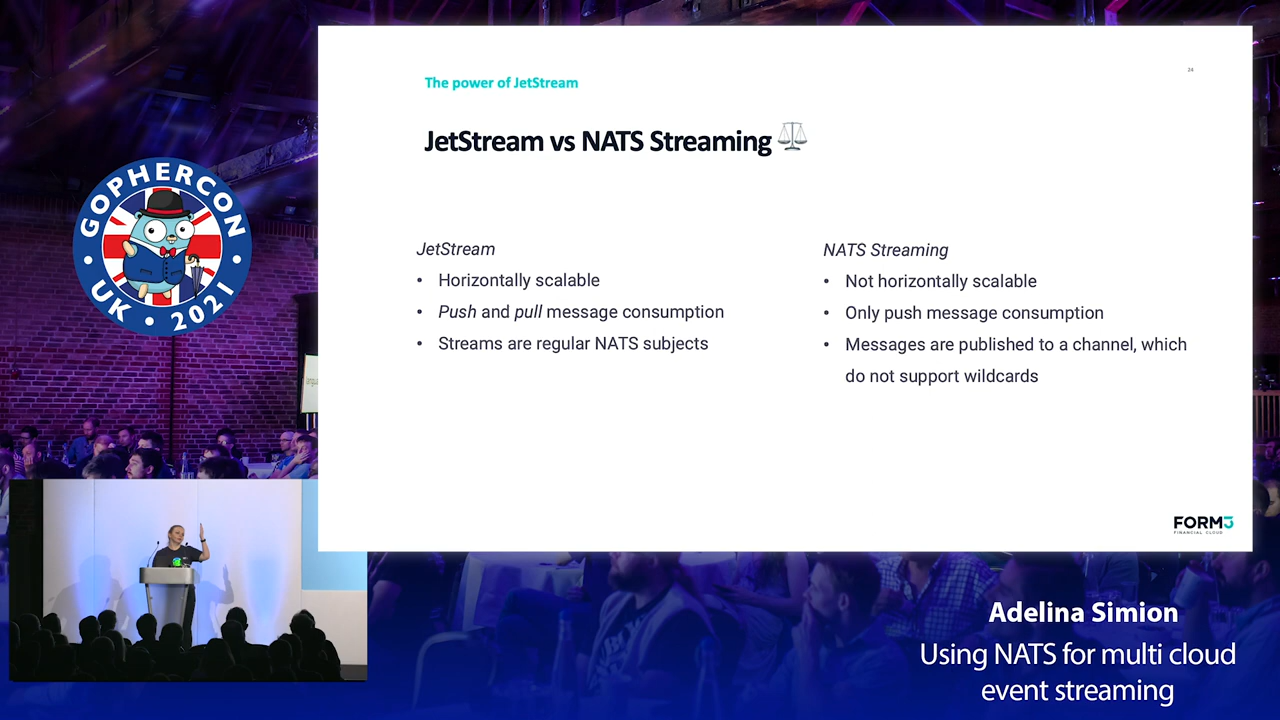 The power of JetStream
24
JetStream vs NATS Streaming
JetStream
• Horizontally scalable
• Push and pull message consumption
• Streams are regular NATS subjects
NATS Streaming
• Not horizontally scalable
• Only push message consumption
• Messages are published to a channel, which
do not support wildcards
FORM3
FINANCIAL CLOUD
GOPHERCON
UK • 2021
Adelina Simion
Using NATS for multi cloud
event streaming